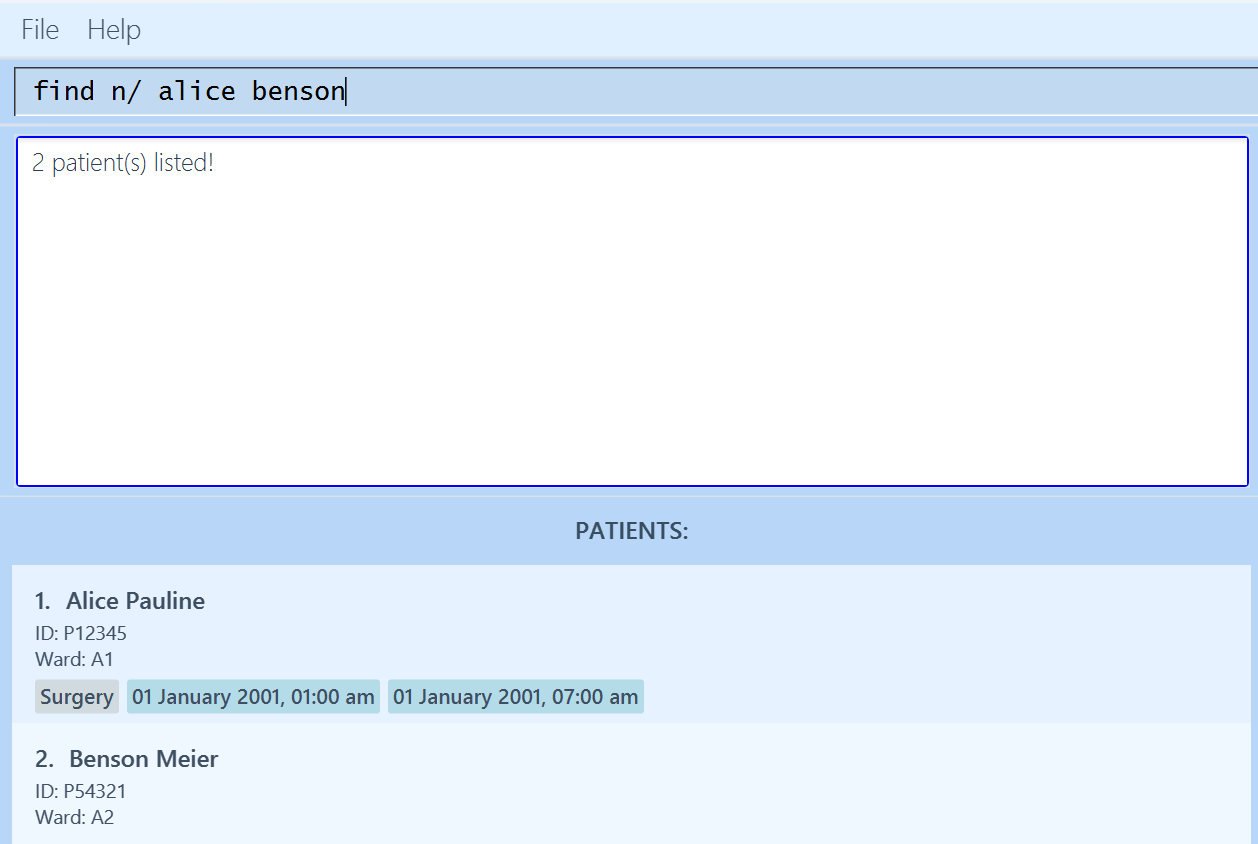 File Help
find n/ alice benson
2 patient(s) listed!
PATIENTS:
1. Alice Pauline
ID: P12345
Ward: A1
Surgery 01 January 2001, 01:00 am 01 January 2001, 07:00 am
2. Benson Meier
ID: P54321
Ward: A2